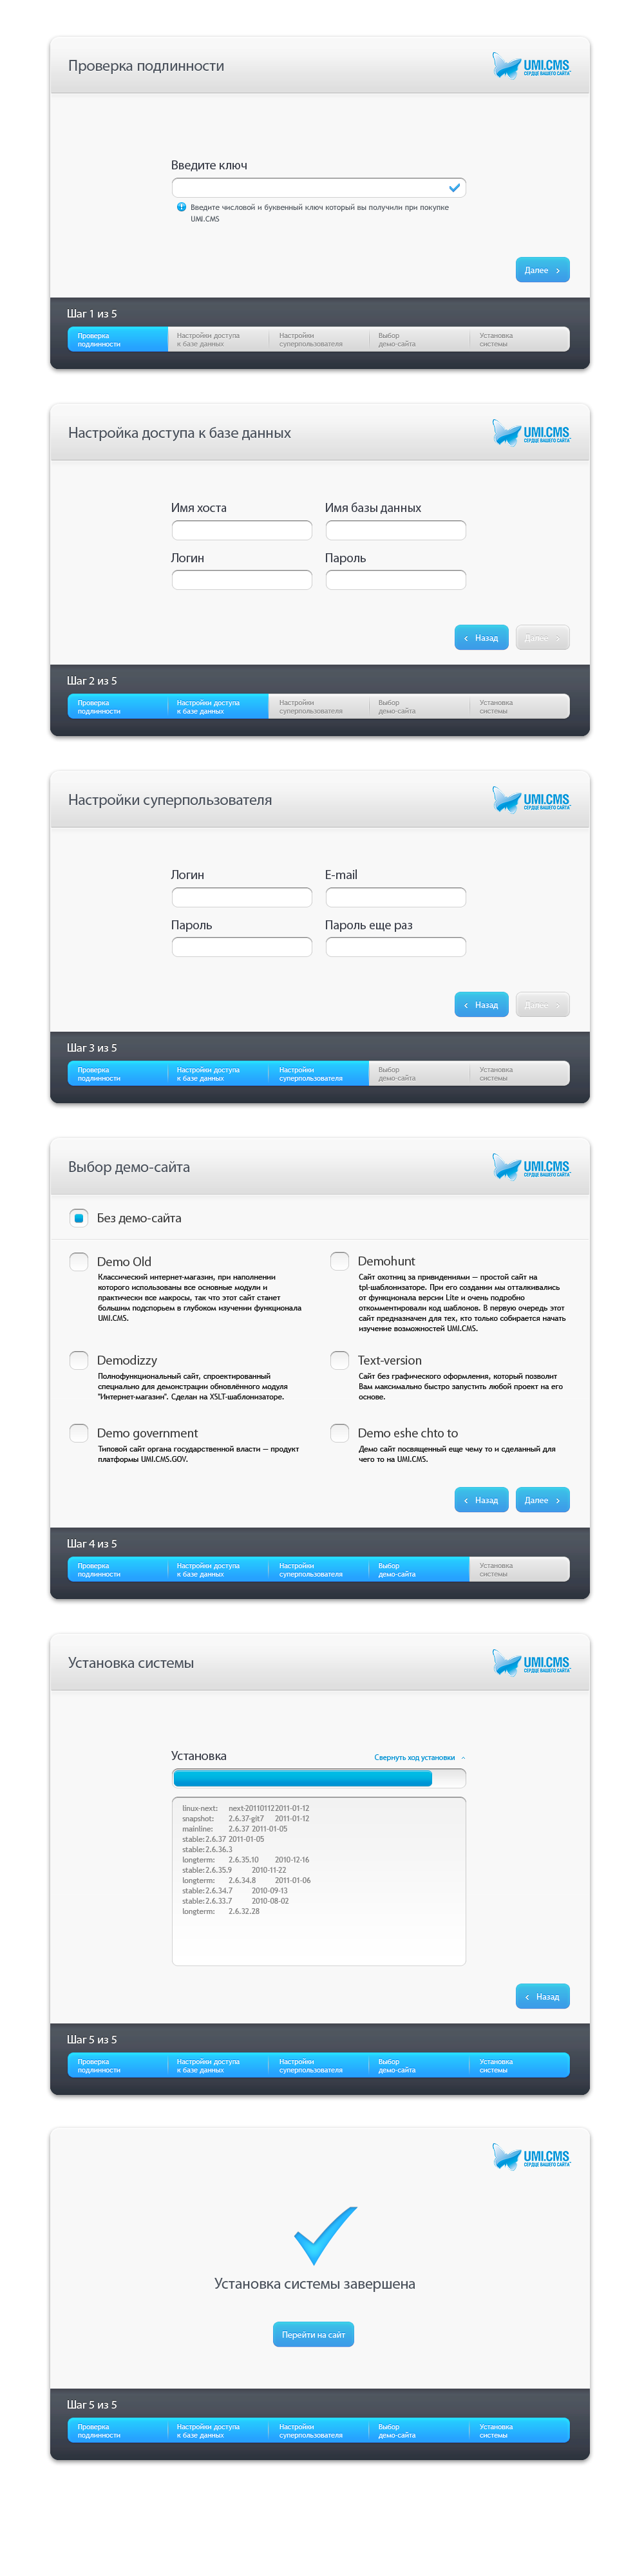 Проверка подлинности
UMI.CMS
СЕРДЦЕ ВАШЕГО САЙТА
Введите ключ
Введите числовой и буквенный ключ который вы получили при покупке
UMI.CMS
Далее
Шаг 1 из 5
Проверка
подлинности
Настройки доступа
к базе данных
Настройки
суперпользователя
Выбор
демо-сайта
Установка
системы
Настройка доступа к базе данных
UMI.CMS
СЕРДЦЕ ВАШЕГО САЙТА
Имя хоста
Имя базы данных
Логин
Пароль
Назад
Далее
Шаг 2 из 5
Проверка
подлинности
Настройки доступа
к базе данных
Настройки
суперпользователя
Выбор
демо-сайта
Установка
системы
Настройки суперпользователя
UMI.CMS
СЕРДЦЕ ВАШЕГО САЙТА
Логин
E-mail
Пароль
Пароль еще раз
Назад
Далее
Шаг 3 из 5
Проверка
подлинности
Настройки доступа
к базе данных
Настройки
суперпользователя
Выбор
демо-сайта
Установка
системы
Выбор демо-сайта
UMI.CMS
СЕРДЦЕ ВАШЕГО САЙТА
Без демо-сайта
Demo Old
Классический интернет-магазин, при наполнении
которого использованы все основные модули и
практически все макросы, так что этот сайт станет
большим подспорьем в глубоком изучении функционала
UMI.CMS.
Demohunt
Сайт охотниц за привидениями — простой сайт на
tpl-шаблонизаторе. При его создании мы отталкивались
от функционала версии Lite и очень подробно
откомментировали код шаблонов. В первую очередь этот
сайт предназначен для тех, кто только собирается начать
изучение возможностей UMI.CMS.
Demodizzy
Полнофункциональный сайт, спроектированный
специально для демонстрации обновлённого модуля
"Интернет-магазин". Сделан на XSLT-шаблонизаторе.
Text-version
Сайт без графического оформления, который позволит
Вам максимально быстро запустить любой проект на его
основе.
Demo government
Типовой сайт органа государственной власти — продукт
платформы UMI.CMS.GOV.
Demo eshe chto to
Демо сайт посвященный еще чему то и сделанный для
чего то на UMI.CMS.
Назад
Далее
Шаг 4 из 5
Проверка
подлинности
Настройки доступа
к базе данных
Настройки
суперпользователя
Выбор
демо-сайта
Установка
системы
Установка системы
UMI.CMS
СЕРДЦЕ ВАШЕГО САЙТА
Установка
Свернуть ход установки
linux-next: next-20110112 2011-01-12
snapshot: 2.6.37-git7 2011-01-12
mainline: 2.6.37 2011-01-05
stable: 2.6.37 2011-01-05
stable: 2.6.36.3
longterm: 2.6.35.10 2010-12-16
stable: 2.6.35.9 2010-11-22
longterm: 2.6.34.8 2011-01-06
stable: 2.6.34.7 2010-09-13
stable: 2.6.33.7 2010-08-02
longterm: 2.6.32.28
Назад
Шаг 5 из 5
Проверка
подлинности
Настройки доступа
к базе данных
Настройки
суперпользователя
Выбор
демо-сайта
Установка
системы
UMI.CMS
СЕРДЦЕ ВАШЕГО САЙТА
Установка системы завершена
Перейти на сайт
Шаг 5 из 5
Проверка
подлинности
Настройки доступа
к базе данных
Настройки
суперпользователя
Выбор
демо-сайта
Установка
системы